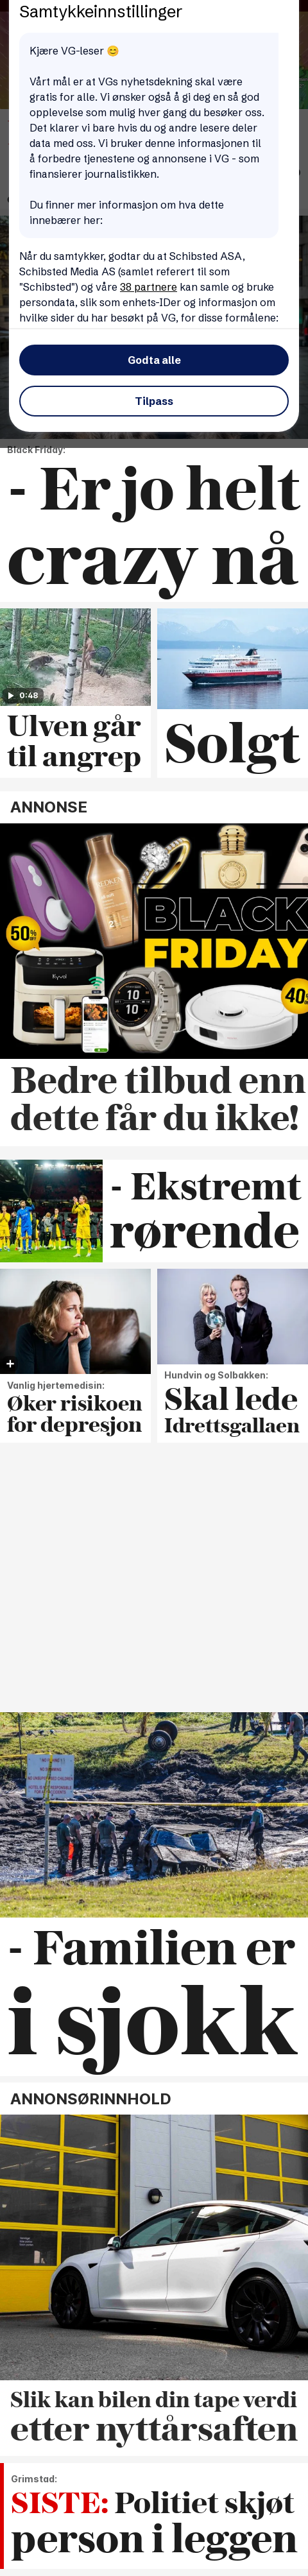 Samtykkeinnstillinger
Kjære VG-leser 😊
Vårt mål er at VGs nyhetsdekning skal være
gratis for alle. Vi ønsker også å gi deg en så god
opplevelse som mulig hver gang du besøker oss.
Det klarer vi bare hvis du og andre lesere deler
data med oss. Vi bruker denne informasjonen til
å forbedre tjenestene og annonsene i VG - som
finansierer journalistikken.
Du finner mer informasjon om hva dette
innebærer her:
Når du samtykker, godtar du at Schibsted ASA,
Schibsted Media AS (samlet referert til som
"Schibsted") og våre 38 partnere kan samle og bruke
persondata, slik som enhets-IDer og informasjon om
hvilke sider du har besøkt på VG, for disse formålene:
Godta alle
Tilpass
Black Friday:
- Er jo helt
crazy nå
0:48
Ulven går
til angrep
Solgt
ANNONSE
50%
BLACK
FRIDAY
40%
Bedre tilbud enn
dette får du ikke!
- Ekstremt
rørende
Vanlig hjertemedisin:
Øker risikoen
for depresjon
Hundvin og Solbakken:
Skal lede
Idrettsgallaen
- Familien er
i sjokk
ANNONSØRINNHOLD
Slik kan bilen din tape verdi
etter nyttårsaften
Grimstad:
SISTE: Politiet skjøt
person i leggen